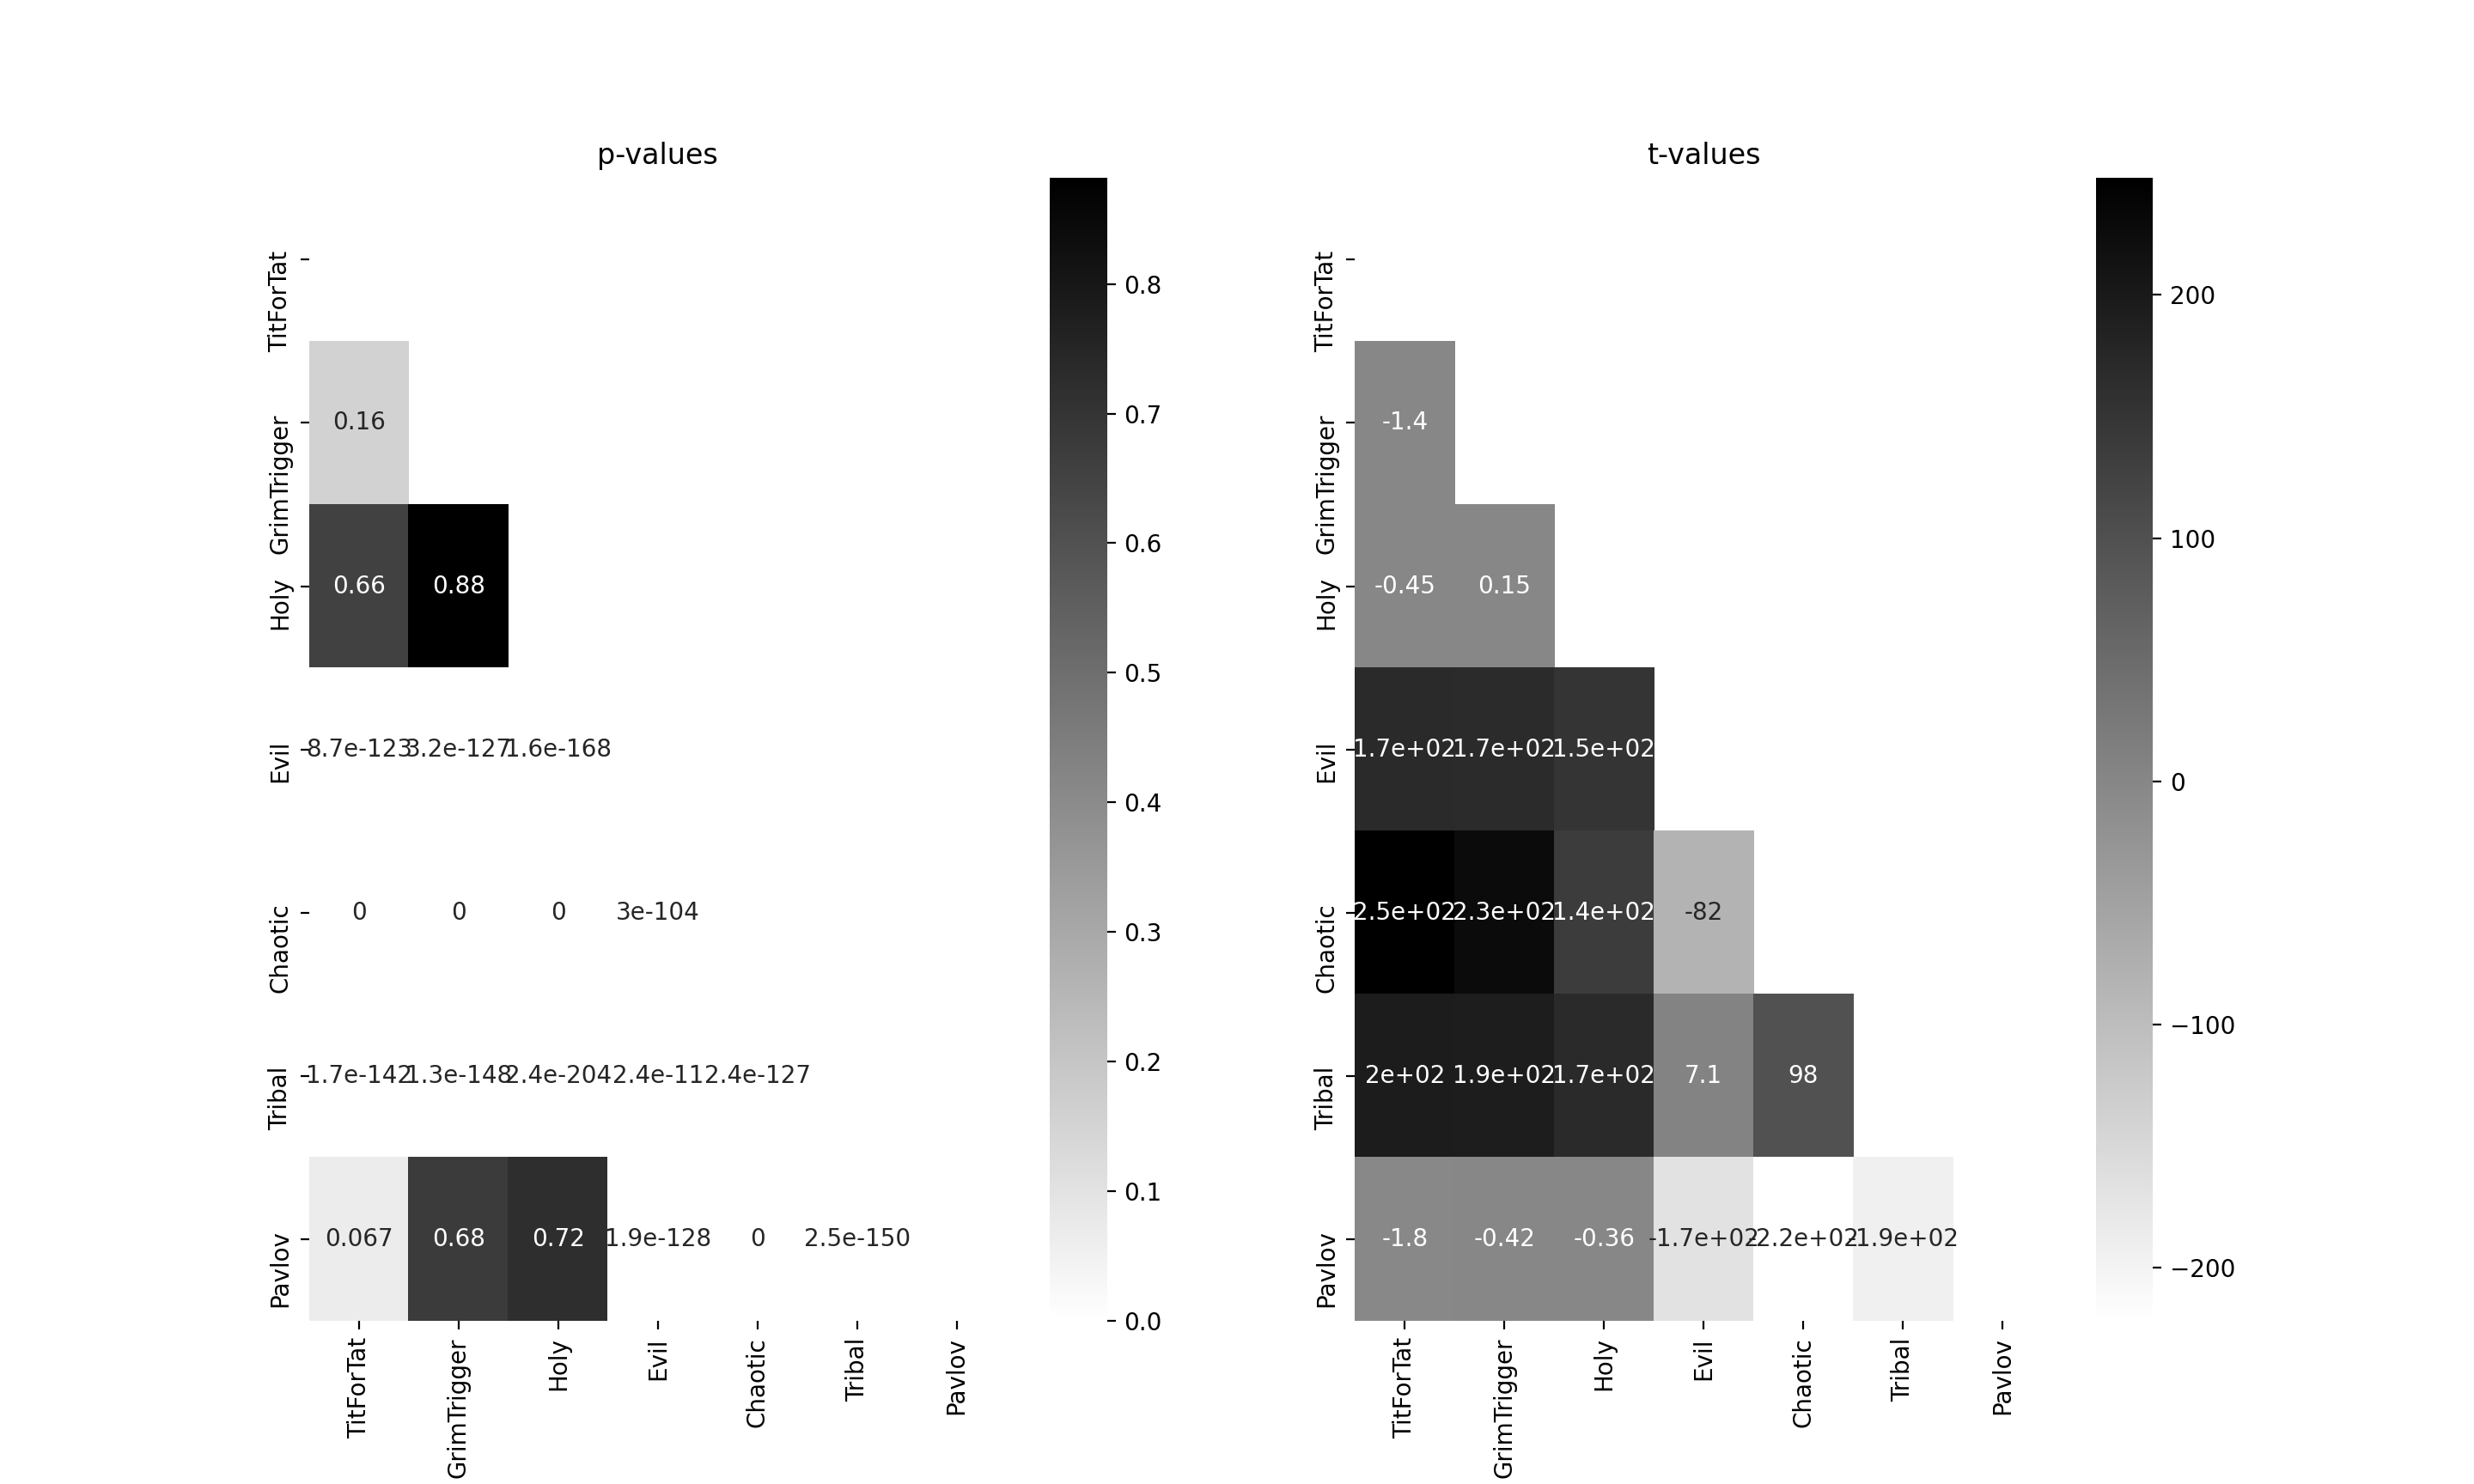 p-values
t-values
TitForTat
GrimTrigger
Holy
Evil
Chaotic
Tribal
Pavlov
0.16
0.66 0.88
8.7e-123 3.2e-127 1.6e-168
0 0 0 3e-104
1.7e-142 1.3e-148 2.4e-204 2.4e-11 2.4e-127
0.067 0.68 0.72 1.9e-128 0 2.5e-150
TitForTat GrimTrigger Holy Evil Chaotic Tribal Pavlov
0.8
0.7
0.6
0.5
0.4
0.3
0.2
0.1
0.0
TitForTat
GrimTrigger
Holy
Evil
Chaotic
Tribal
Pavlov
-1.4
-0.45 0.15
1.7e+02 1.7e+02 1.5e+02
2.5e+02 2.3e+02 1.4e+02 -82
2e+02 1.9e+02 1.7e+02 7.1 98
-1.8 -0.42 -0.36 -1.7e+02 -2.2e+02 -1.9e+02
TitForTat GrimTrigger Holy Evil Chaotic Tribal Pavlov
200
100
0
−100
−200